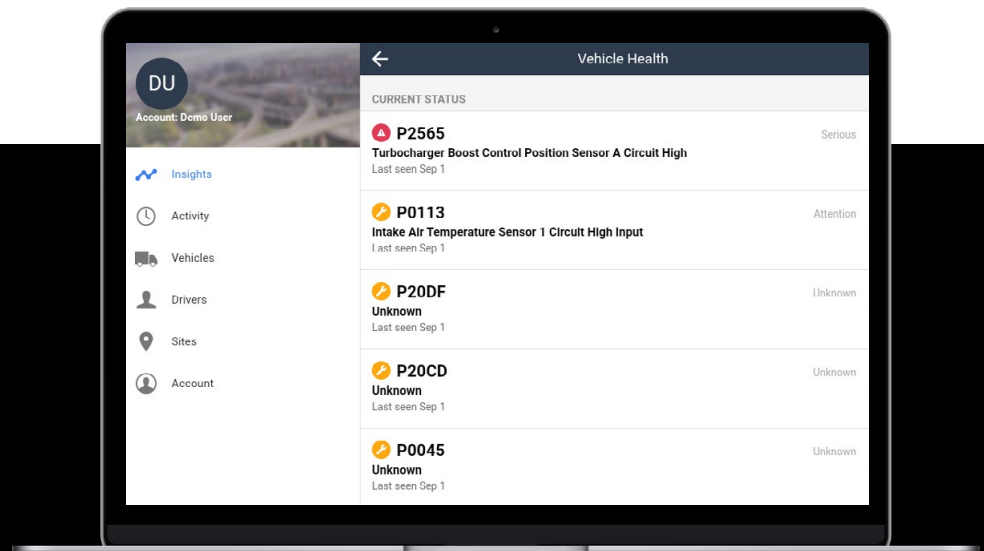 DU
Account: Demo User
Insights
Activity
Vehicles
Drivers
Sites
Account
Vehicle Health
CURRENT STATUS
P2565
Serious
Turbocharger Boost Control Position Sensor A Circuit High
Last seen Sep 1
P0113
Attention
Intake Air Temperature Sensor 1 Circuit High Input
Last seen Sep 1
P20DF
Unknown
Unknown
Last seen Sep 1
P20CD
Unknown
Unknown
Last seen Sep 1
P0045
Unknown
Unknown
Last seen Sep 1